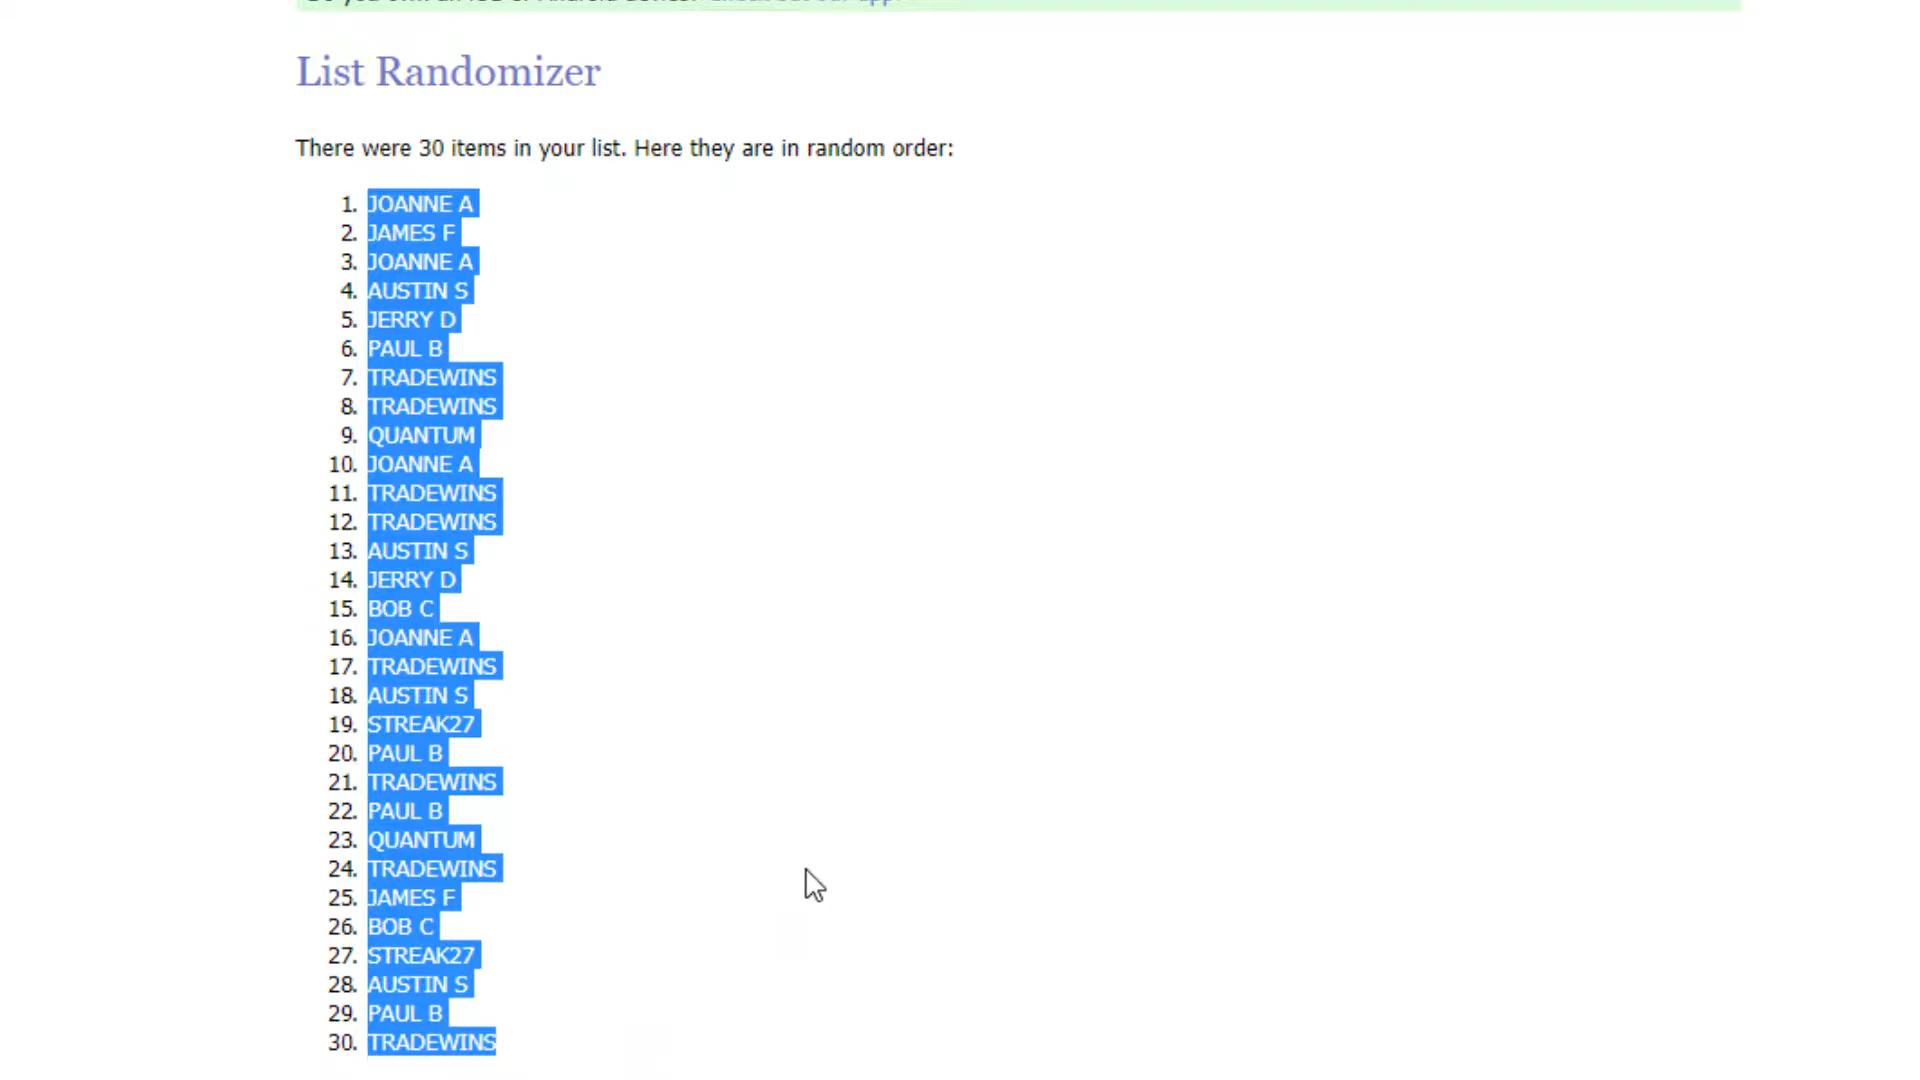 List Randomizer
There were 30 items in your list. Here they are in random order:
1. JOANNE A
2. JAMES F
3. JOANNE A
4. AUSTIN S
5. JERRY D
6. PAUL B
7. TRADEWINS
8. TRADEWINS
9. QUANTUM
10. JOANNE A
11. TRADEWINS
12. TRADEWINS
13. AUSTIN S
14. JERRY D
15. BOB C
16. JOANNE A
17. TRADEWINS
18. AUSTIN S
19. STREAK27
20. PAUL B
21. TRADEWINS
22. PAUL B
23. QUANTUM
24. TRADEWINS
25. JAMES F
26. BOB C
27. STREAK27
28. AUSTIN S
29. PAUL B
30. TRADEWINS